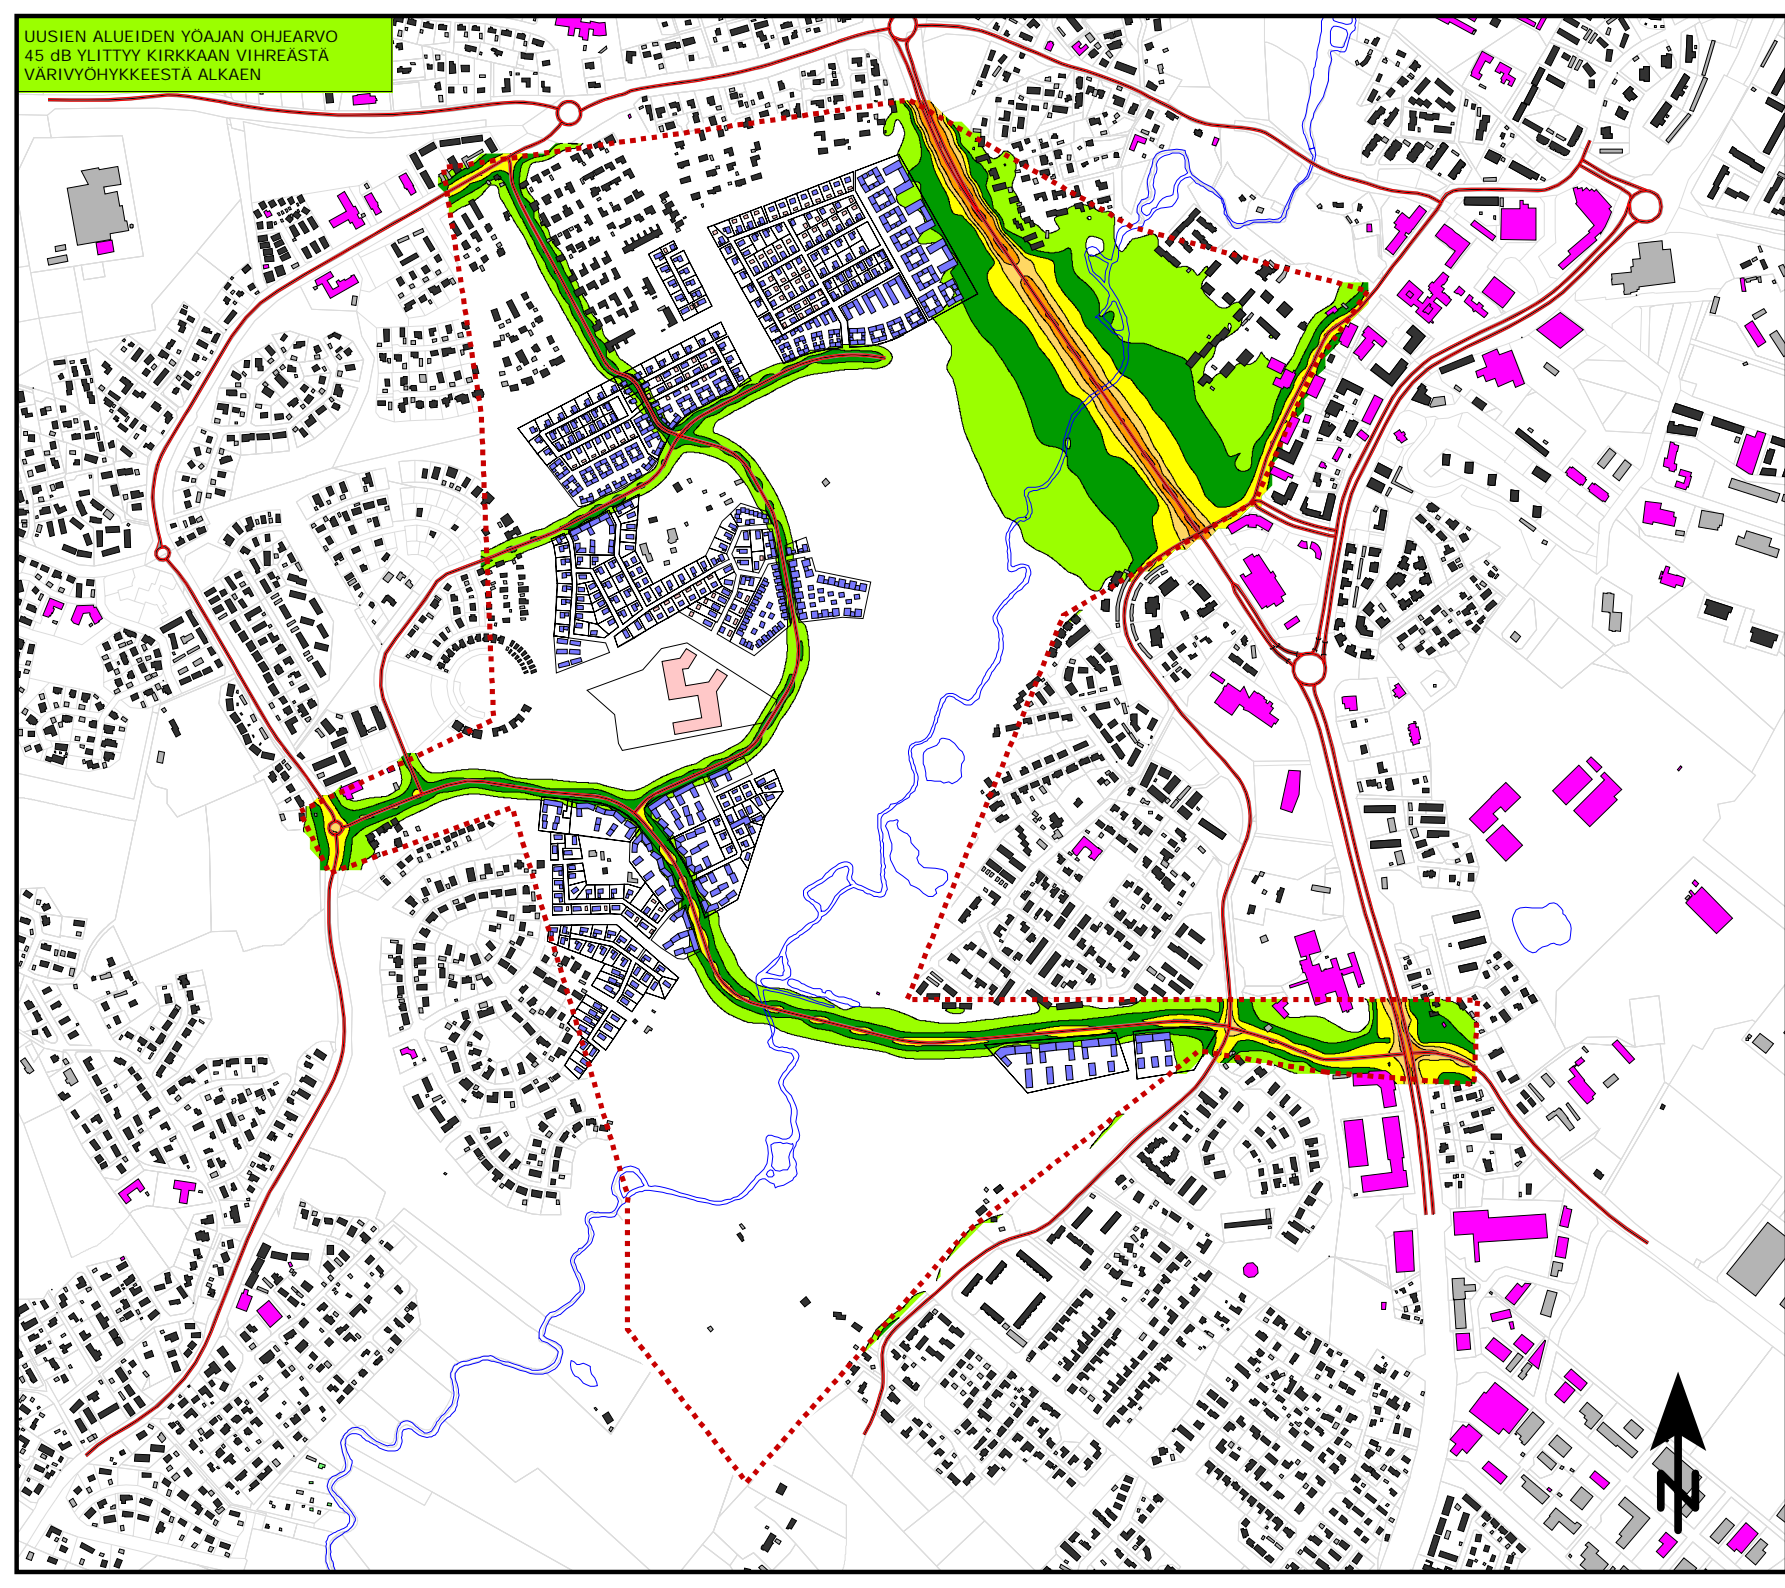 UUSIEN ALUEIDEN YÖAJAN OHJEARVO
45 dB YLITTYY KIRKKAAN VIHREÄSTÄ
VÄRIVYÖHYKKEESTÄ ALKAEN
N